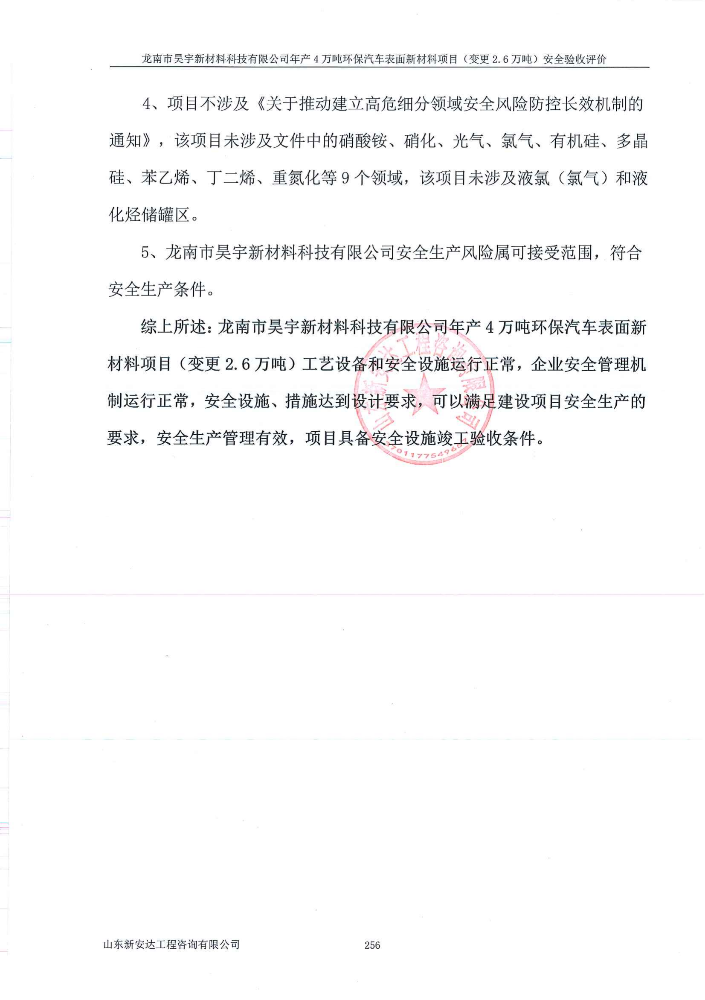 龙南市昊宇新材料科技有限公司年产 4 万吨环保汽车表面新材料项目（变更 2.6 万吨）安全验收评价
4、项目不涉及《关于推动建立高危细分领域安全风险防控长效机制的
通知》，该项目未涉及文件中的硝酸铵、硝化、光气、氯气、有机硅、多晶
硅、苯乙烯、丁二烯、重氮化等 9 个领域，该项目未涉及液氯（氯气）和液
化烃储罐区。
5、龙南市昊宇新材料科技有限公司安全生产风险属可接受范围，符合
安全生产条件。
综上所述：龙南市昊宇新材料科技有限公司年产 4 万吨环保汽车表面新
材料项目（变更 2.6 万吨）工艺设备和安全设施运行正常，企业安全管理机
制运行正常，安全设施、措施达到设计要求，可以满足建设项目安全生产的
要求，安全生产管理有效，项目具备安全设施竣工验收条件。
山东新安达工程咨询有限公司
山东新安达工程咨询有限公司
256